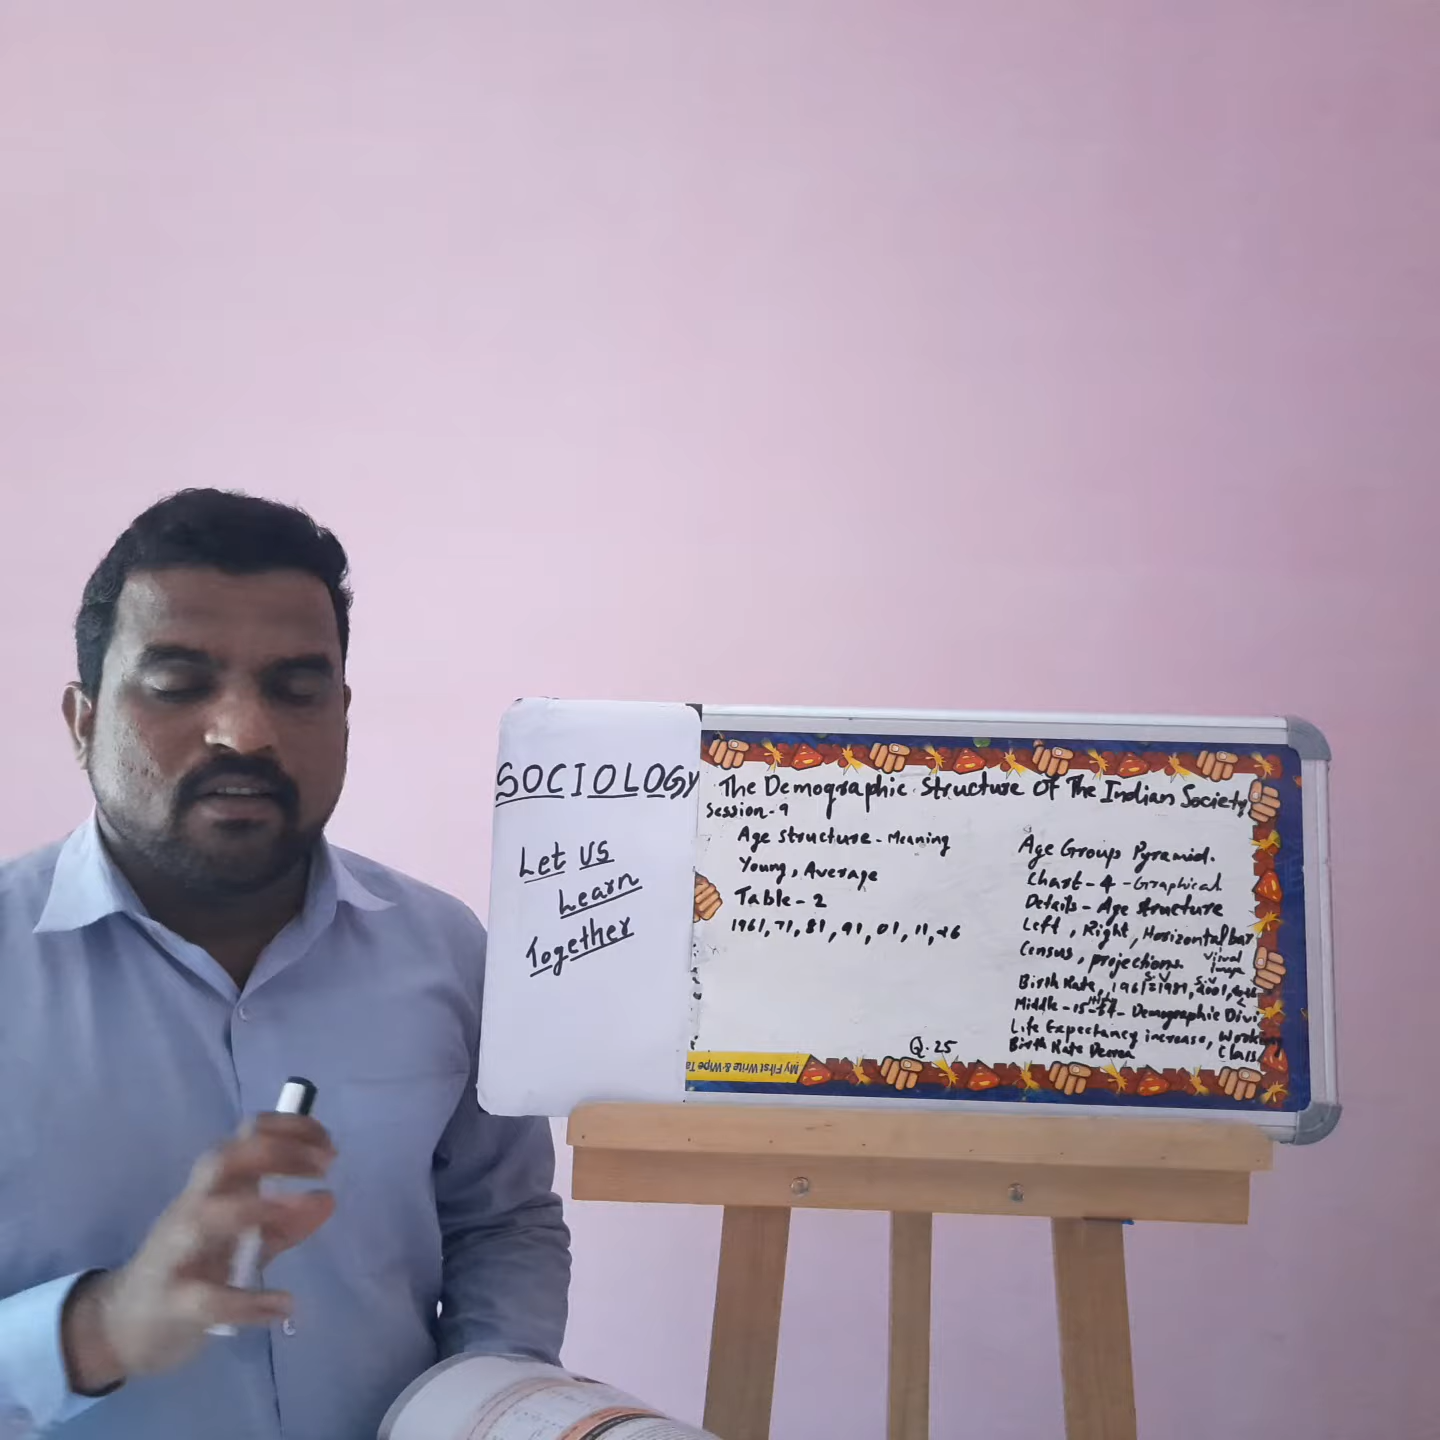 SOCIOLOGY
Let us
Learn
Together
The Demographic Structure Of The Indian Society
Session-9
Age structure - Meaning
Young, Average
Table-2
1961, 71, 81, 91, 01, 11, 26
Q.25
Age Groups Pyramid.
Chart-4 - Graphical
Details - Age structure
Left, Right, Horizontal bar
Census, projections
Birth Rate, 1961 1981, 2001,
Middle - 15- - Demographic Divi
Life Expectancy increase, Working
Class
Birth Rate
My First Write & Wipe Ta